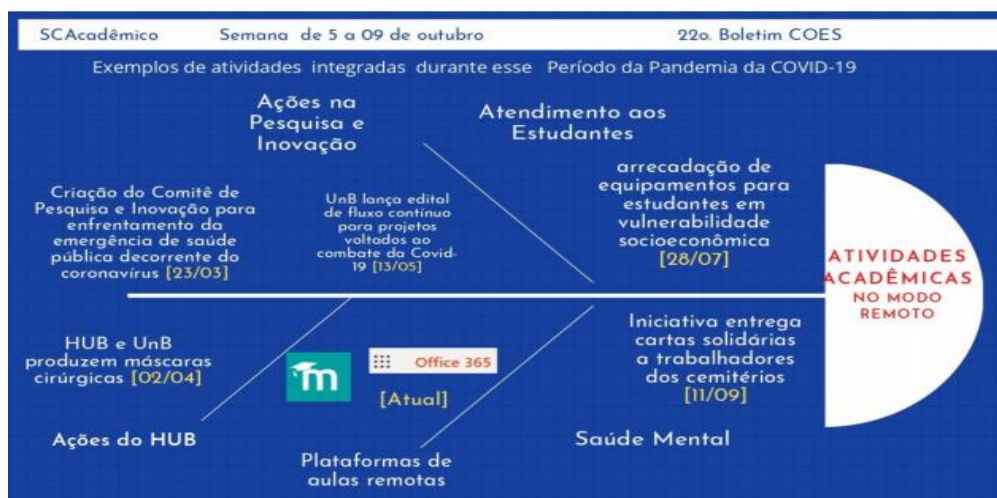 SCAcadêmico Semana de 5 a 09 de outubro 22o. Boletim COES
Exemplos de atividades integradas durante esse Período da Pandemia da COVID-19
Ações na
Pesquisa e
Inovação
Atendimento aos
Estudantes
Criação do Comitê de
Pesquisa e Inovação para
enfrentamento da
emergência de saúde
pública decorrente do
coronavírus [23/03]
UnB lança edital
de fluxo contínuo
para projetos
voltados ao
combate da Covid-
19 [13/05]
arrecadação de
equipamentos para
estudantes em
vulnerabilidade
socioeconômica
[28/07]
ATIVIDADES
ACADÊMICAS
NO MODO
REMOTO
HUB e UnB
produzem máscaras
cirúrgicas [02/04]
m
Office 365
[Atual]
Iniciativa entrega
cartas solidárias
a trabalhadores
dos cemitérios
[11/09]
Ações do HUB
Plataformas de
aulas remotas
Saúde Mental